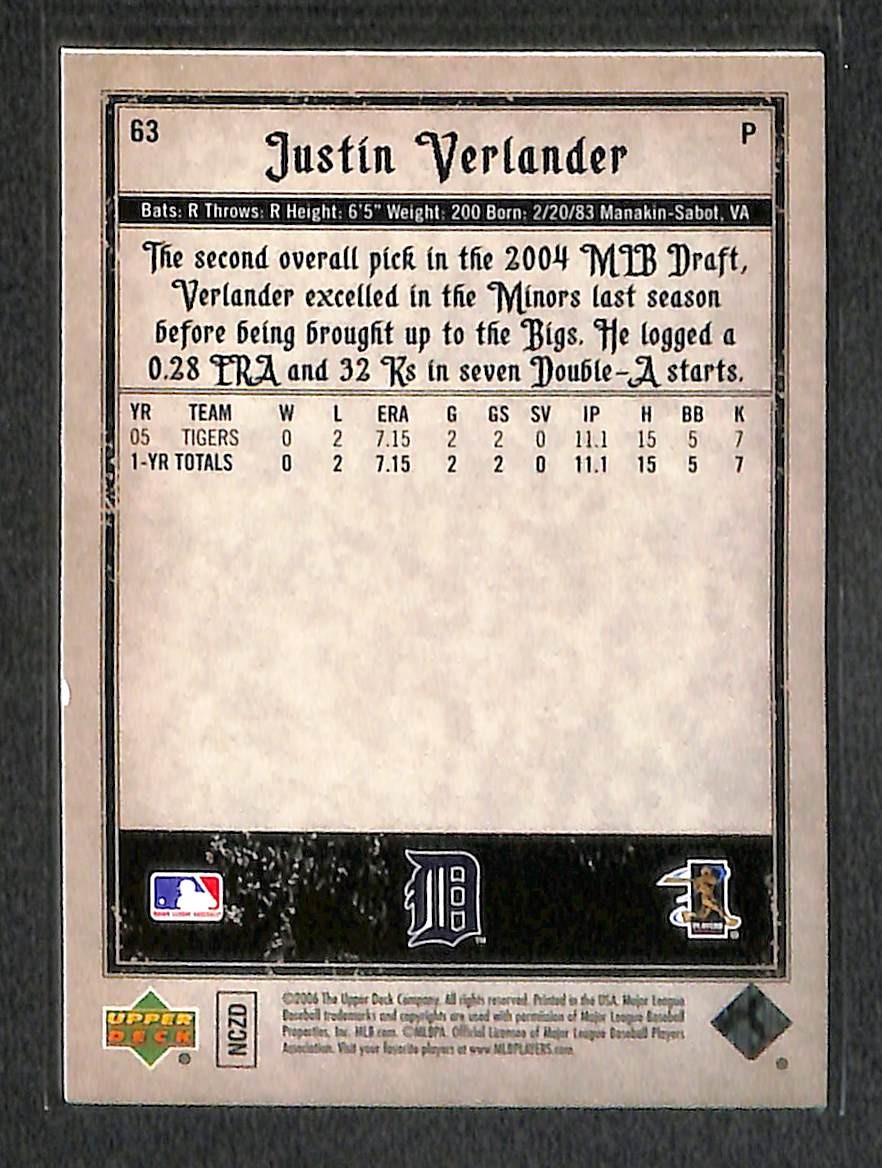 63
P
Justin Verlander
Bats: R Throws: R Height: 6'5" Weight: 200 Born: 2/20/83 Manakin-Sabot, VA
The second overall pick in the 2004 MLB Draft,
Verlander excelled in the Minors last season
before being brought up to the Bigs. He logged a
0.28 ERA and 32 Ks in seven Double-A starts.
YR TEAM W L ERA G GS SV IP H BB K
05 TIGERS 0 2 7.15 2 2 0 11.1 15 5 7
1-YR TOTALS 0 2 7.15 2 2 0 11.1 15 5 7
MAJOR LEAGUE BASEBALL
D
TM
PLAYERS
UPPER
DECK
NCZD
©2006 The Upper Deck Company. All rights reserved. Printed in the USA. Major League
Baseball trademarks and copyrights are used with permission of Major League Baseball
Properties, Inc. MLB.com. ©MLBPA Official Licensee of Major League Baseball Players
Association. Visit your favorite players at www.MLBPLAYERS.com